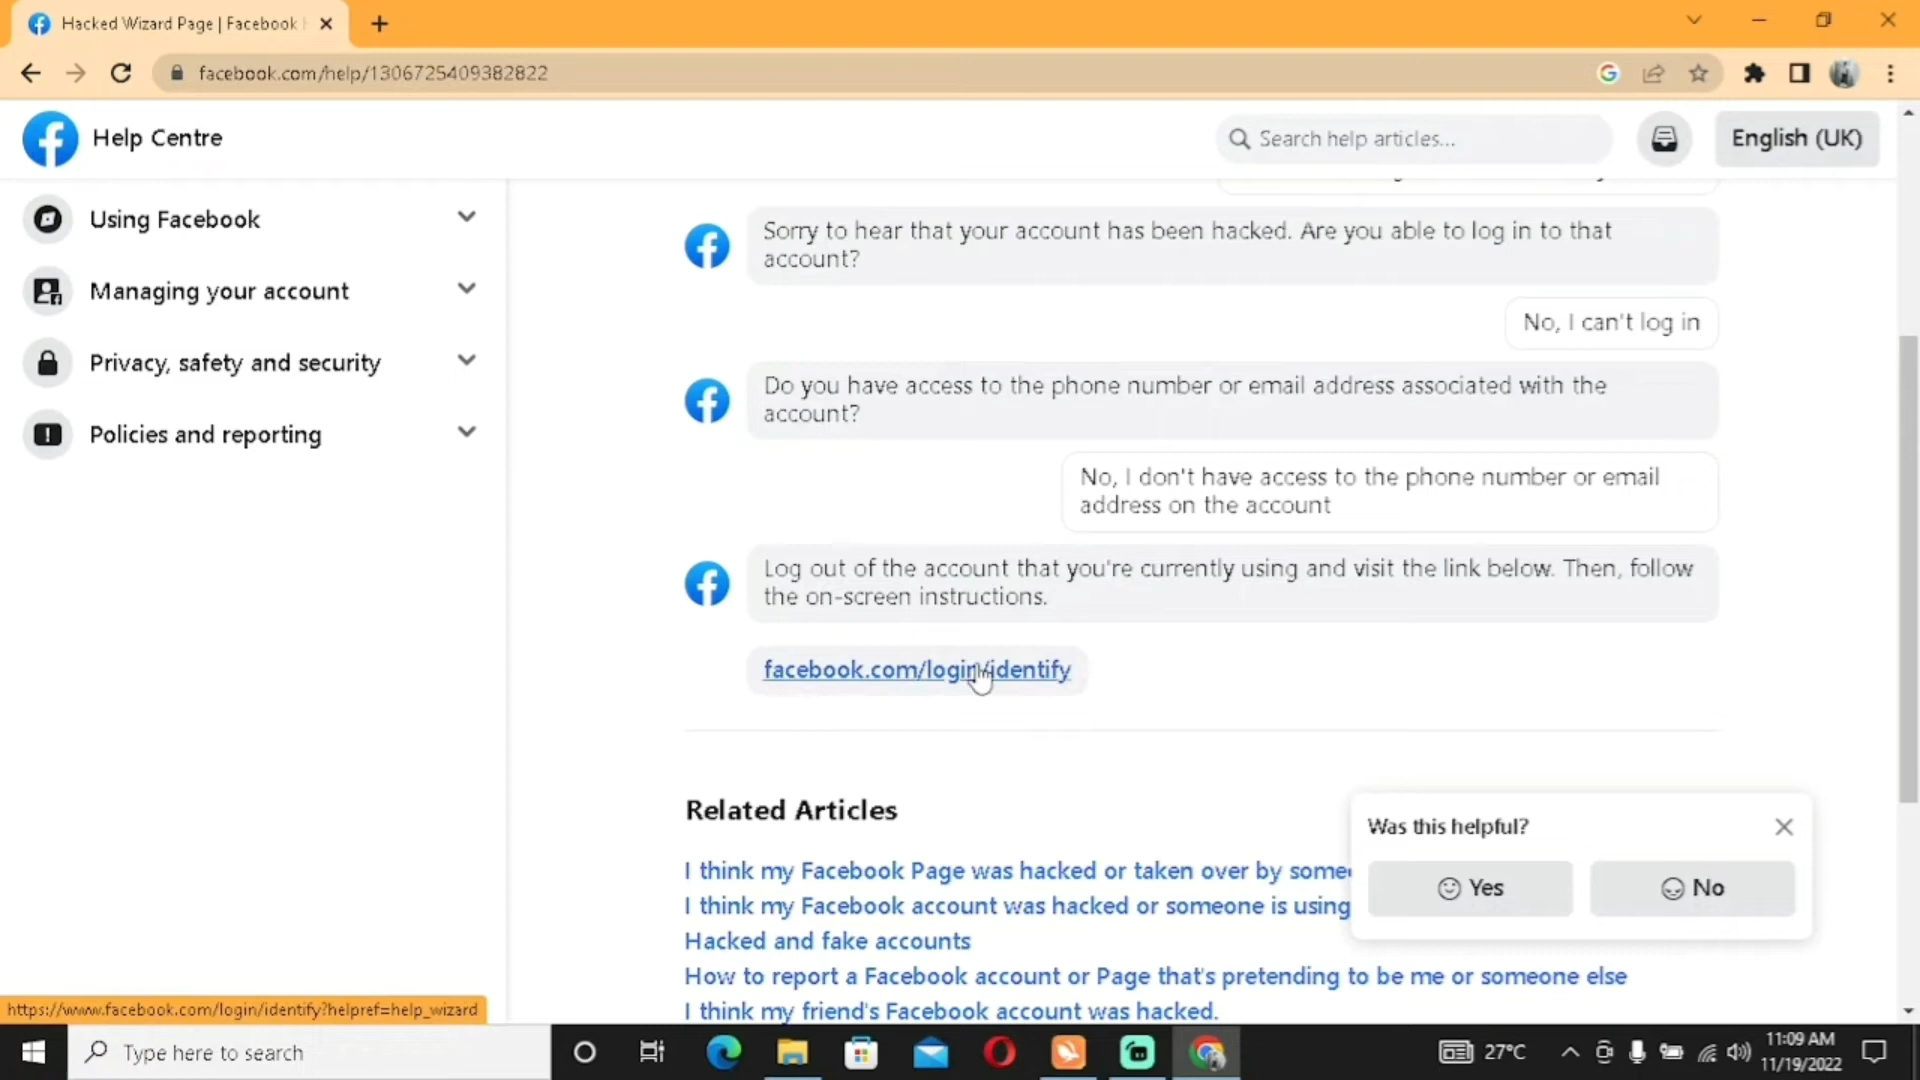 Hacked Wizard Page | Facebook
facebook.com/help/1306725409382822
Help Centre
Search help articles...
English (UK)
Using Facebook
Managing your account
Privacy, safety and security
Policies and reporting
Sorry to hear that your account has been hacked. Are you able to log in to that
account?
No, I can't log in
Do you have access to the phone number or email address associated with the
account?
No, I don't have access to the phone number or email
address on the account
Log out of the account that you're currently using and visit the link below. Then, follow
the on-screen instructions.
facebook.com/login/identify
Related Articles
I think my Facebook Page was hacked or taken over by some
I think my Facebook account was hacked or someone is using
Hacked and fake accounts
How to report a Facebook account or Page that's pretending to be me or someone else
I think my friend's Facebook account was hacked.
Was this helpful?
Yes
No
https://www.facebook.com/login/identify?helpref=help_wizard
Type here to search
27°C
11:09 AM
11/19/2022